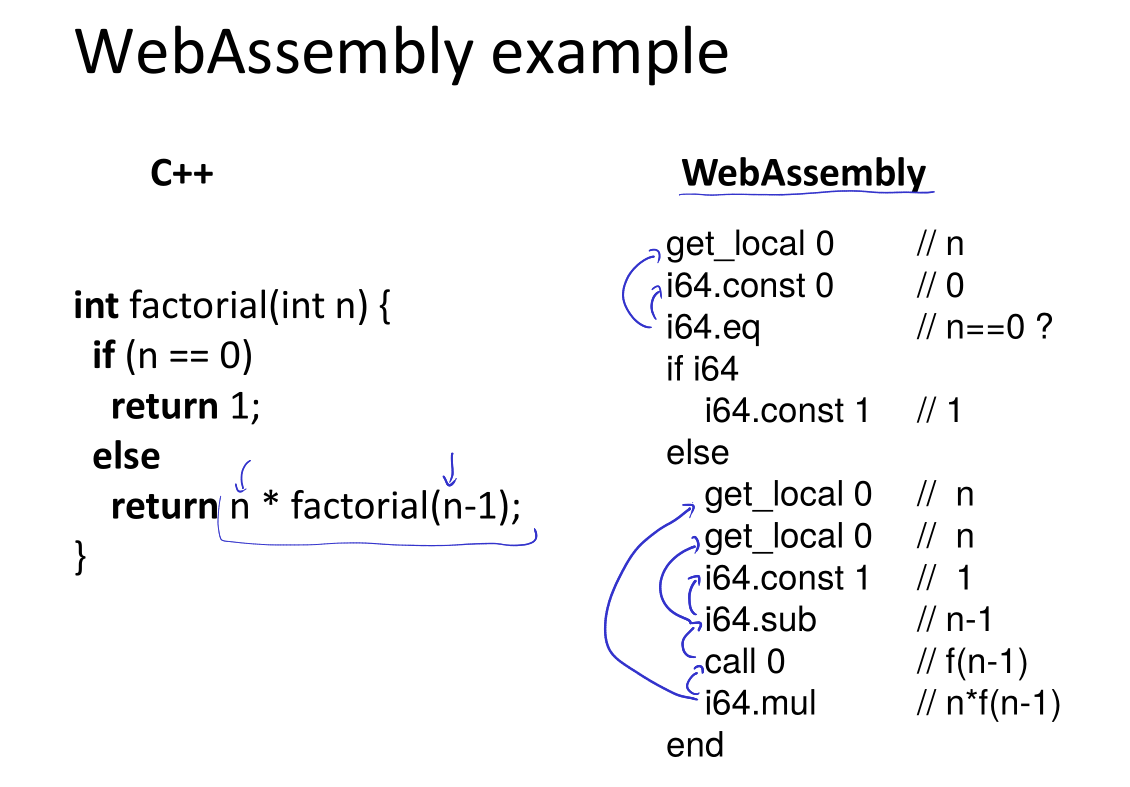 WebAssembly example
C++
int factorial(int n) {
if (n == 0)
return 1;
else
return n * factorial(n-1);
}
WebAssembly
get_local 0 // n
i64.const 0 // 0
i64.eq // n==0 ?
if i64
i64.const 1 // 1
else
get_local 0 // n
get_local 0 // n
i64.const 1 // 1
i64.sub // n-1
call 0 // f(n-1)
i64.mul // n*f(n-1)
end